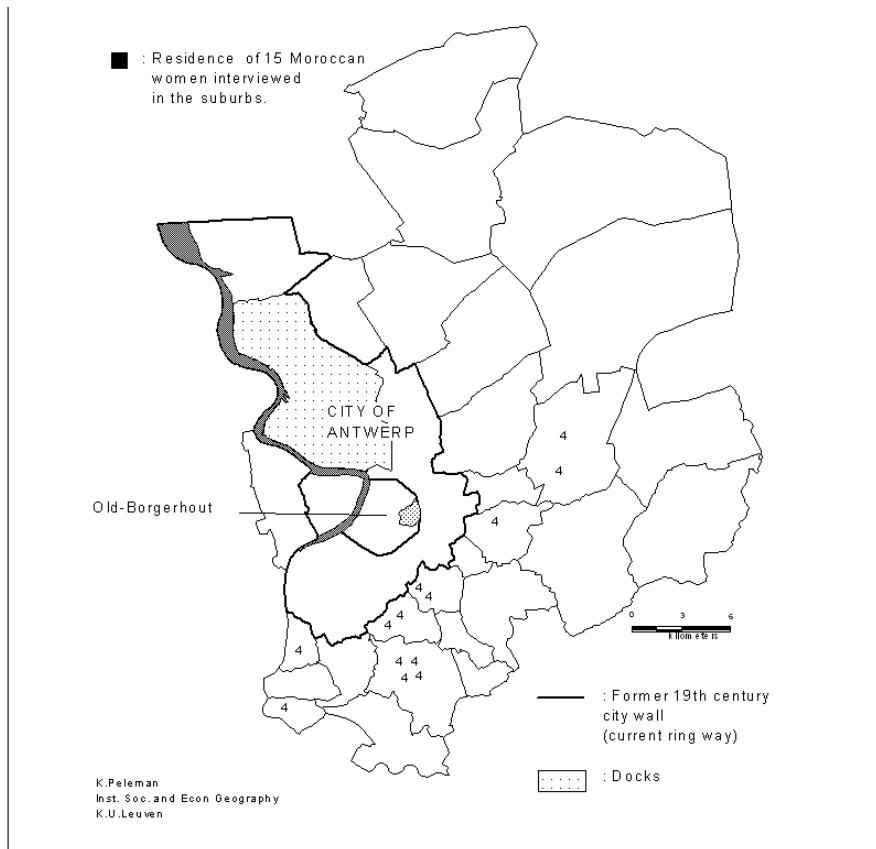 : Residence of 15 Moroccan
women interviewed
in the suburbs.
CITY OF
ANTWERP
4
4
Old-Borgerhout
4
4
4
4
4
4
4 4
4 4
4
0 3 6
kilometers
: Former 19th century
city wall
(current ring way)
: Docks
K.Peleman
Inst. Soc. and Econ Geography
K.U.Leuven